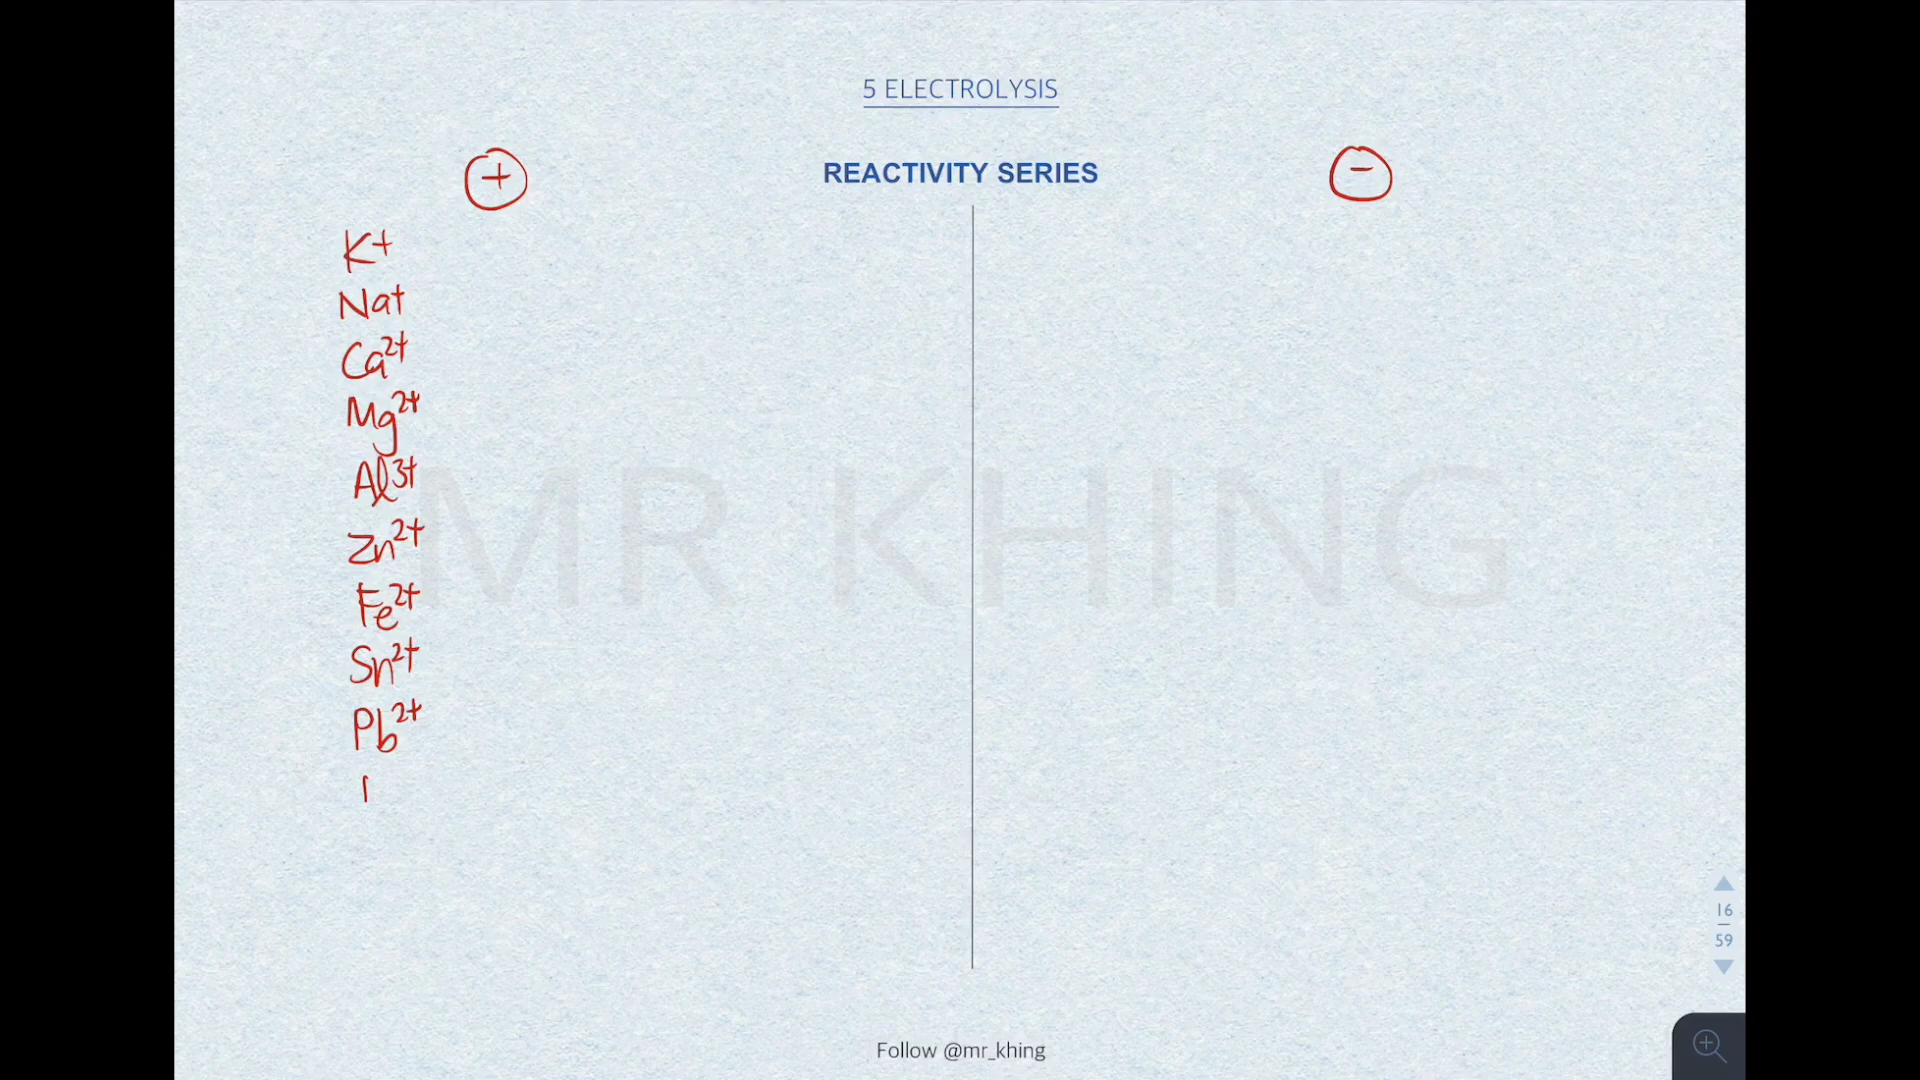 5 ELECTROLYSIS
+
REACTIVITY SERIES
-
K+
Na+
Ca2+
Mg2+
Al3+
Zn2+
Fe2+
Sn2+
Pb2+
MR KHING
16
59
Follow @mr_khing